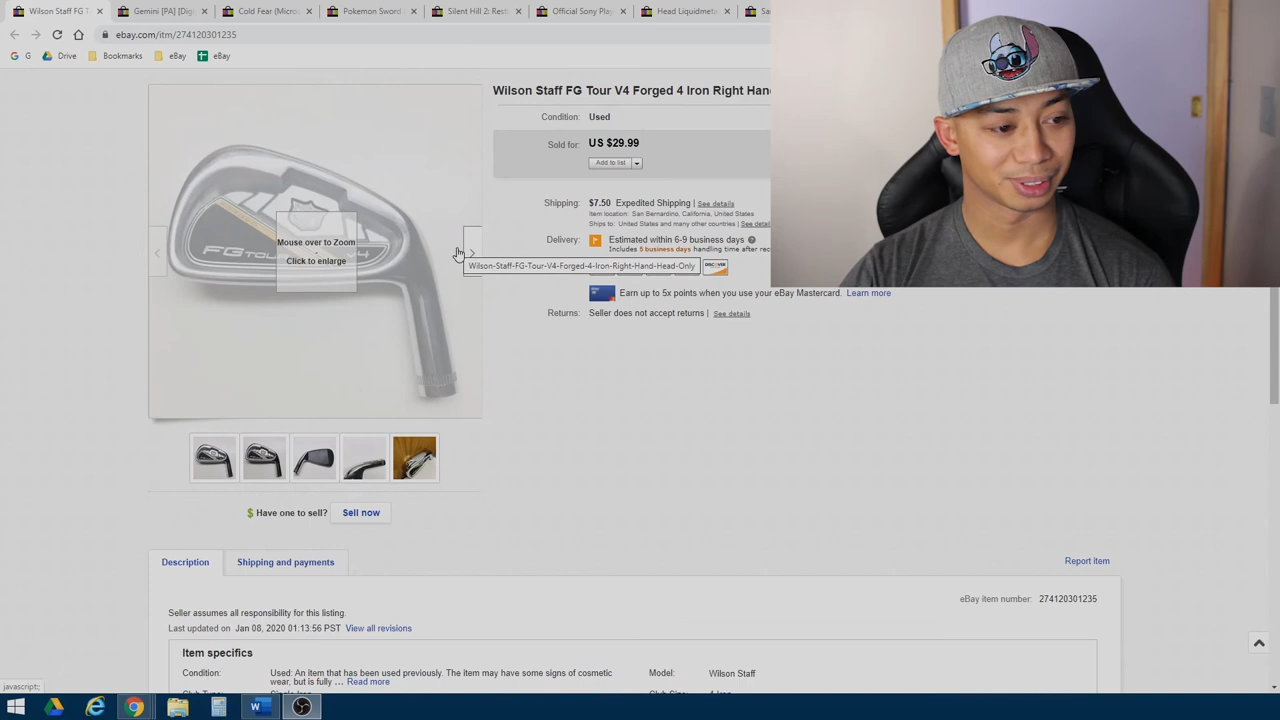 Wilson Staff FG T
Gemini [PA] [Digi
Cold Fear (Micro
Pokemon Sword
Silent Hill 2: Rest
Official Sony Play
Head Liquidmeta
Sa
ebay.com/itm/274120301235
G
Drive
Bookmarks
eBay
eBay
Wilson Staff FG Tour V4 Forged 4 Iron Right Hand
Condition: Used
Sold for: US $29.99
Add to list
Shipping: $7.50 Expedited Shipping | See details
Item location: San Bernardino, California, United States
Ships to: United States and many other countries | See details
Delivery: Estimated within 6-9 business days
Includes 5 business days handling time after rec
Mouse over to Zoom
-
Click to enlarge
FG TOUR V4
Wilson-Staff-FG-Tour-V4-Forged-4-Iron-Right-Hand-Head-Only
DISCOVER
Earn up to 5x points when you use your eBay Mastercard. Learn more
Returns: Seller does not accept returns | See details
Have one to sell? Sell now
Description
Shipping and payments
Report item
eBay item number: 274120301235
Seller assumes all responsibility for this listing.
Last updated on Jan 08, 2020 01:13:56 PST View all revisions
Item specifics
Condition: Used: An item that has been used previously. The item may have some signs of cosmetic
wear, but is fully … Read more
Model: Wilson Staff
javascript:;